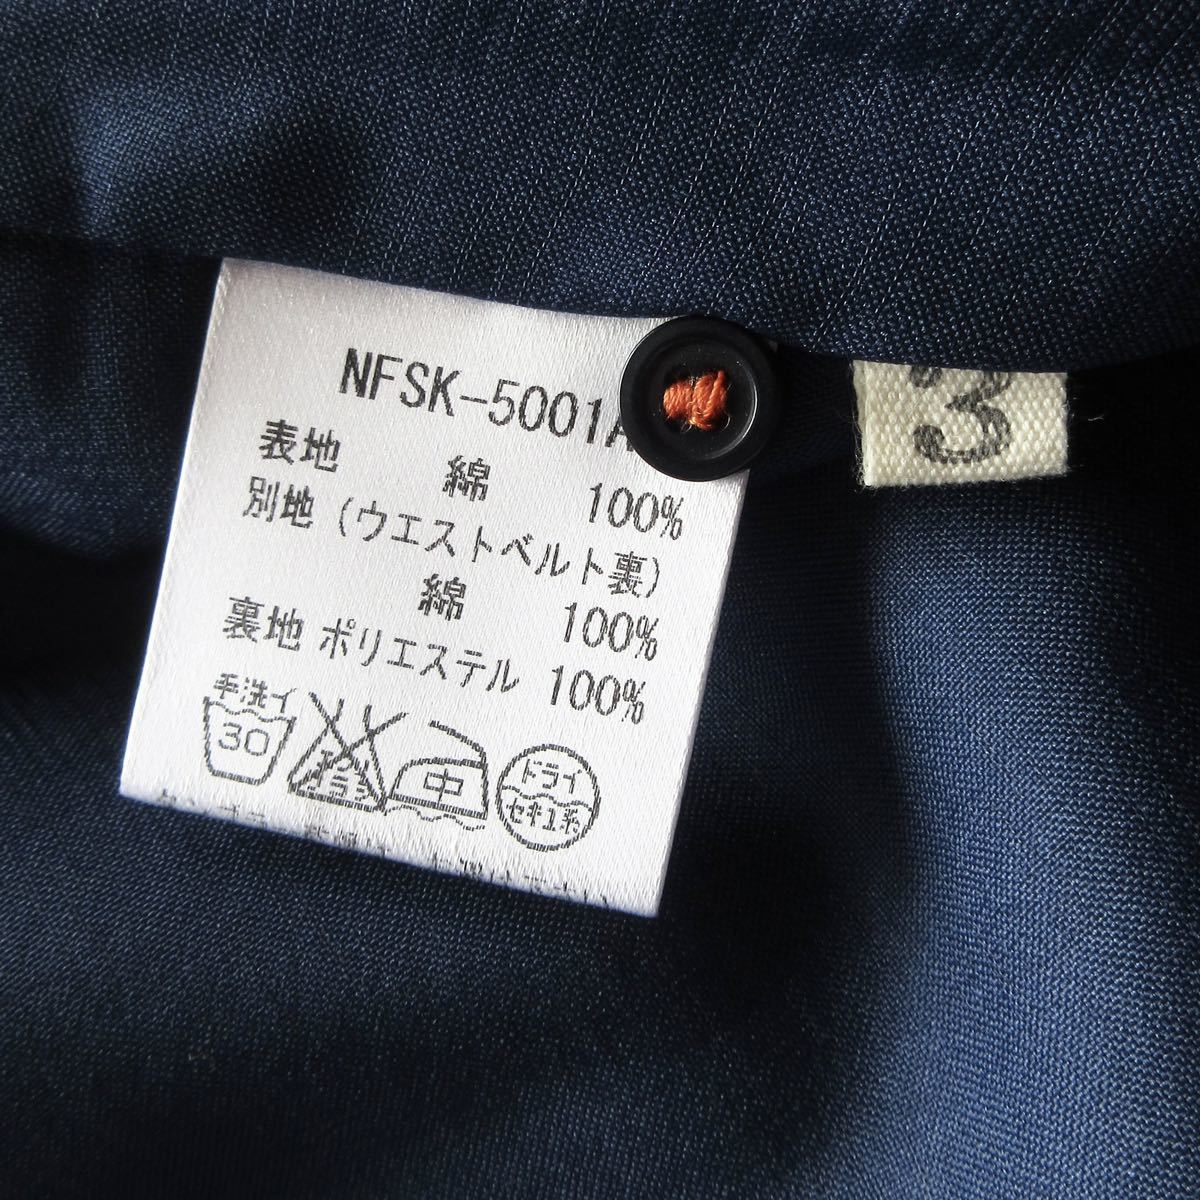 NFSK-5001A
表地 綿 100%
別地 (ウエストベルト裏)
綿 100%
裏地 ポリエステル 100%
手洗イ
30
中
ドライ
セキユ系
3